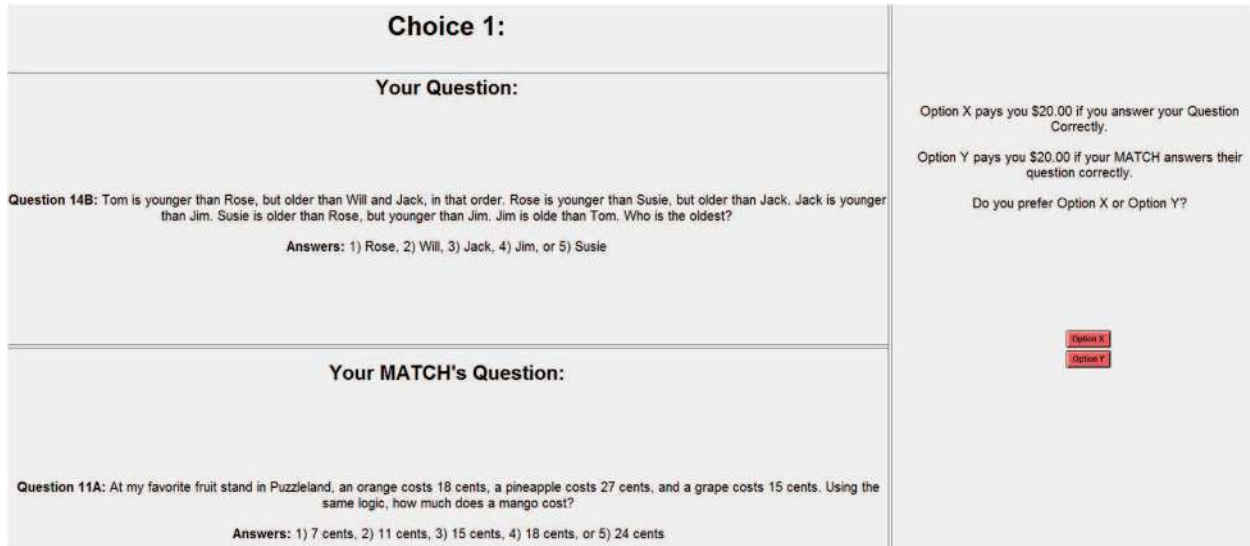 Choice 1:
Your Question:
Question 14B: Tom is younger than Rose, but older than Will and Jack, in that order. Rose is younger than Susie, but older than Jack. Jack is younger
than Jim. Susie is older than Rose, but younger than Jim. Jim is olde than Tom. Who is the oldest?
Answers: 1) Rose, 2) Will, 3) Jack, 4) Jim, or 5) Susie
Your MATCH's Question:
Question 11A: At my favorite fruit stand in Puzzleland, an orange costs 18 cents, a pineapple costs 27 cents, and a grape costs 15 cents. Using the
same logic, how much does a mango cost?
Answers: 1) 7 cents, 2) 11 cents, 3) 15 cents, 4) 18 cents, or 5) 24 cents
Option X pays you $20.00 if you answer your Question
Correctly.
Option Y pays you $20.00 if your MATCH answers their
question correctly.
Do you prefer Option X or Option Y?
Option X
Option Y